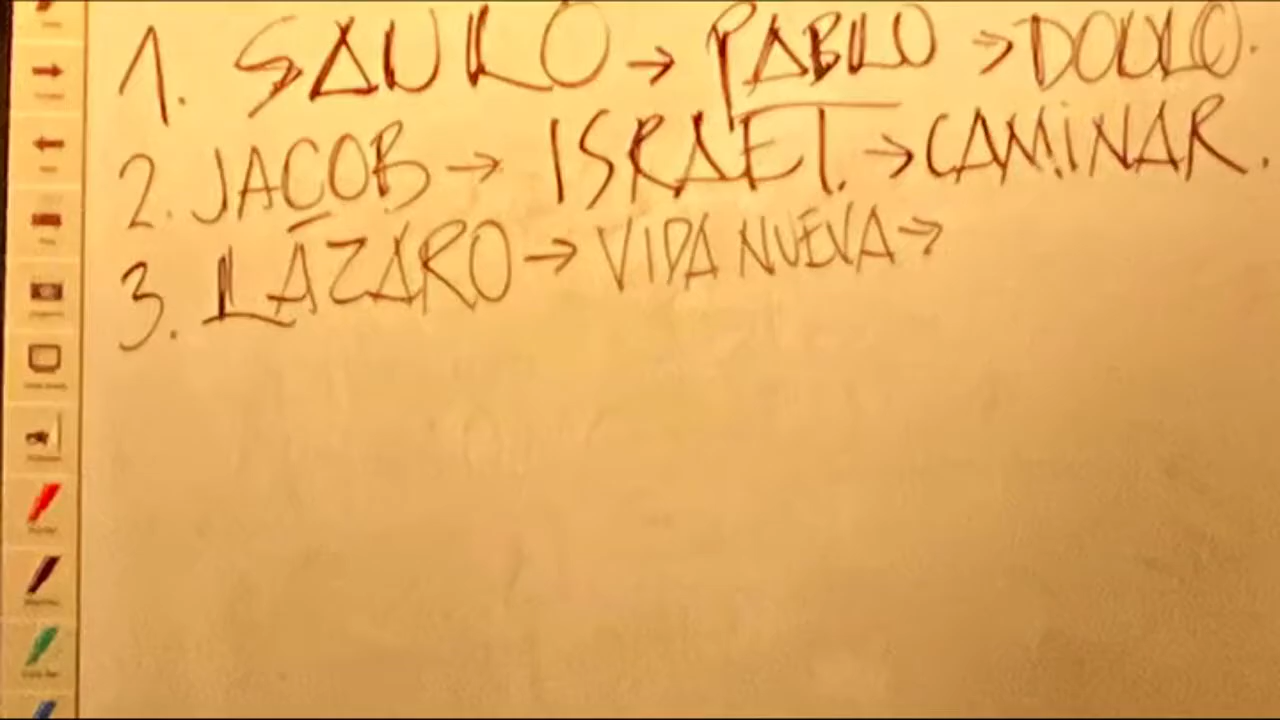 1. SAULO → PABLO → DOULO.
2. JACOB → ISRAEL. → CAMINAR.
3. LÁZARO → VIDA NUEVA →